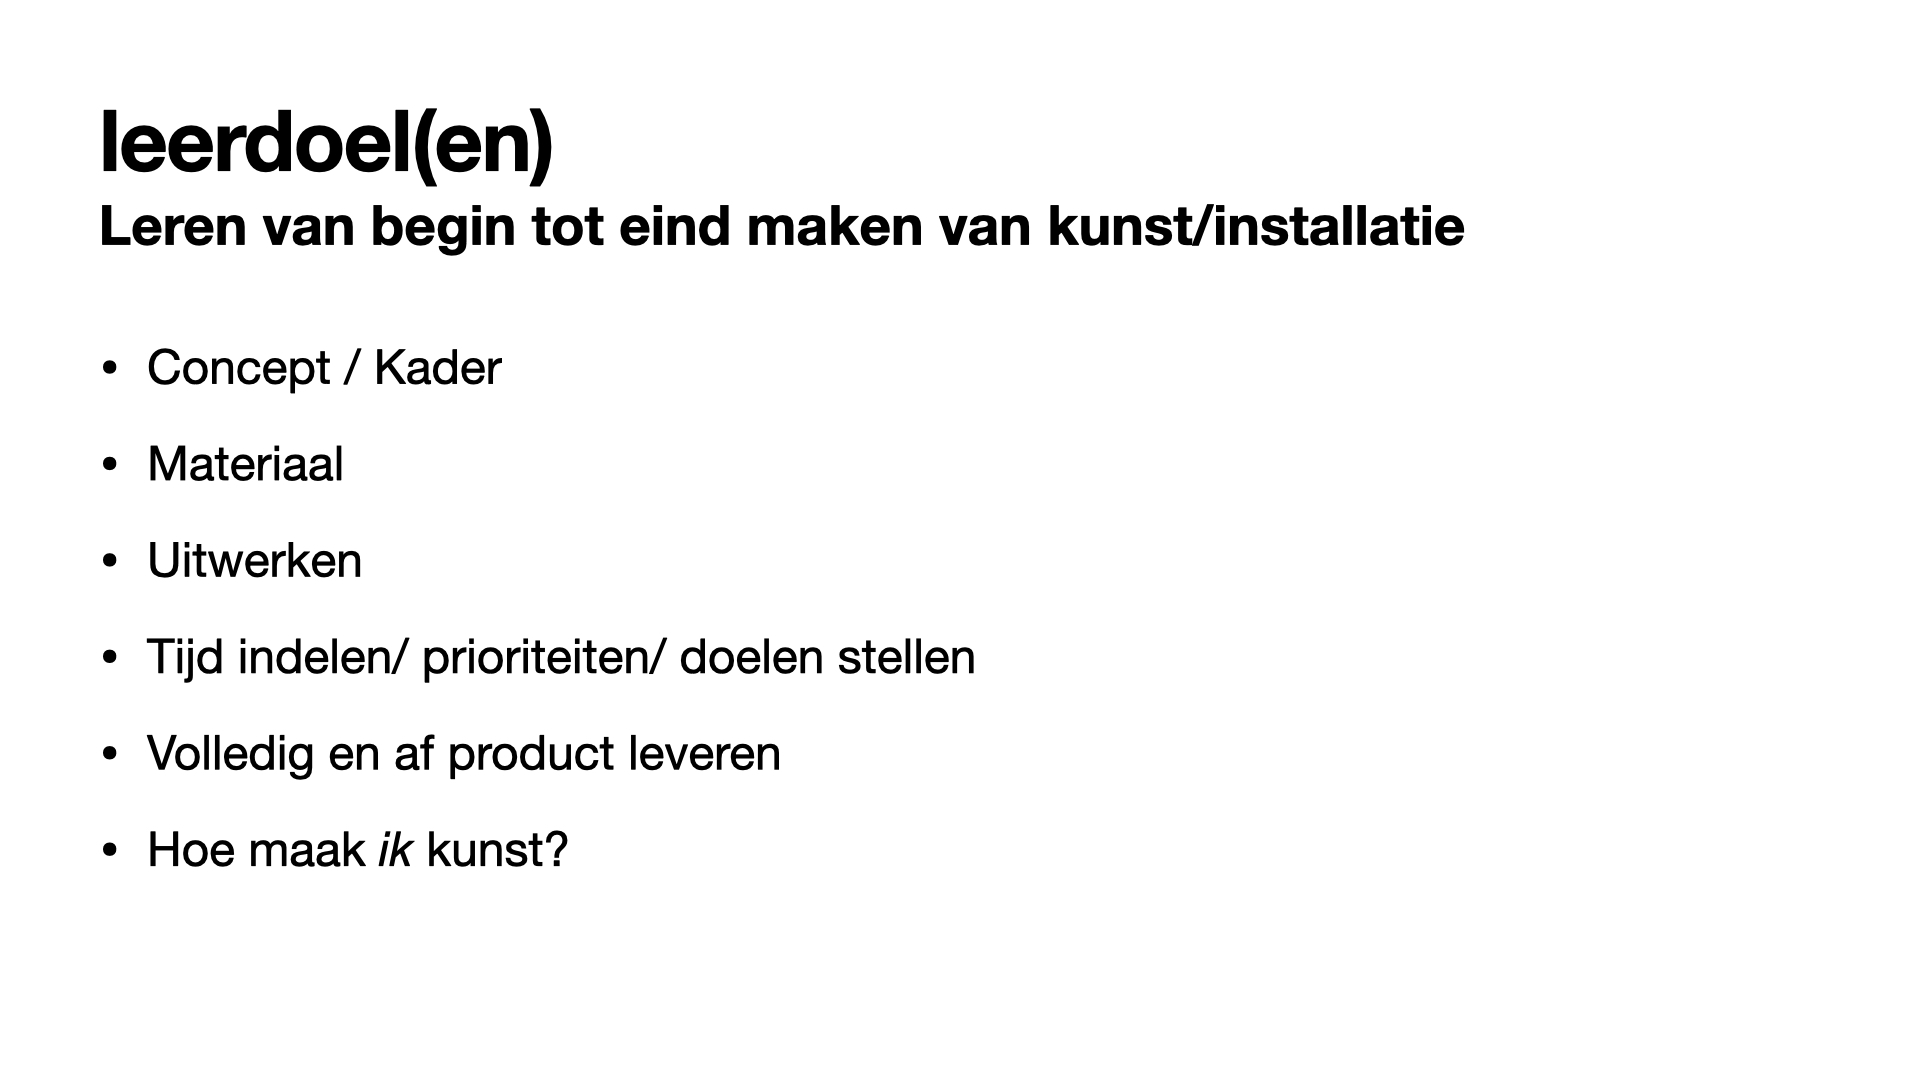 leerdoel(en)
Leren van begin tot eind maken van kunst/installatie
• Concept / Kader
• Materiaal
• Uitwerken
• Tijd indelen/ prioriteiten/ doelen stellen
• Volledig en af product leveren
• Hoe maak ik kunst?